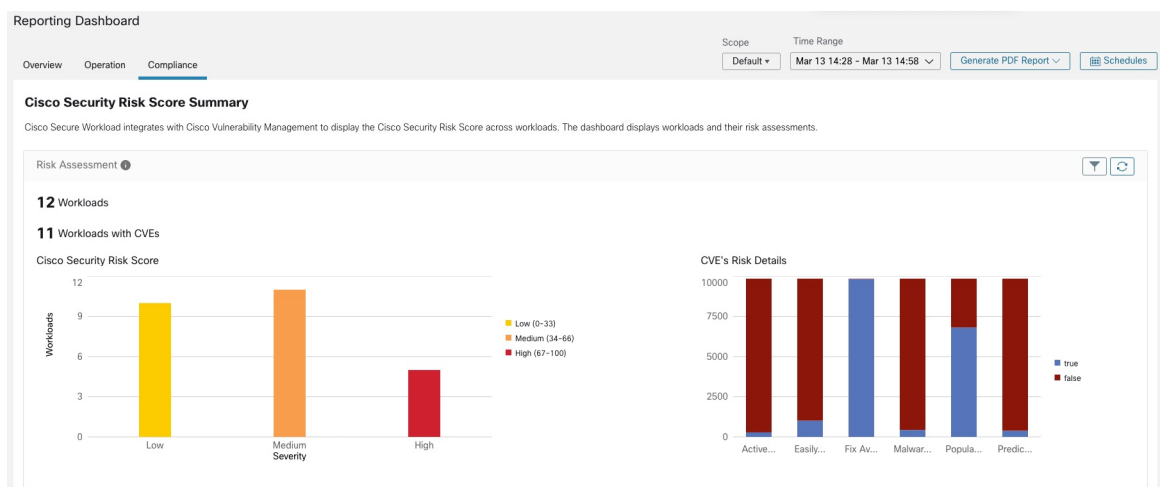 Reporting Dashboard
Scope
Time Range
Overview
Operation
Compliance
Default
Mar 13 14:28 - Mar 13 14:58
Generate PDF Report
Schedules
Cisco Security Risk Score Summary
Cisco Secure Workload integrates with Cisco Vulnerability Management to display the Cisco Security Risk Score across workloads. The dashboard displays workloads and their risk assessments.
Risk Assessment
12 Workloads
11 Workloads with CVEs
Cisco Security Risk Score
Workloads
12
9
6
3
0
Low
Medium
High
Severity
Low (0-33)
Medium (34-66)
High (67-100)
CVE's Risk Details
10000
7500
5000
2500
0
Active...
Easily...
Fix Av...
Malwar...
Popula...
Predic...
true
false